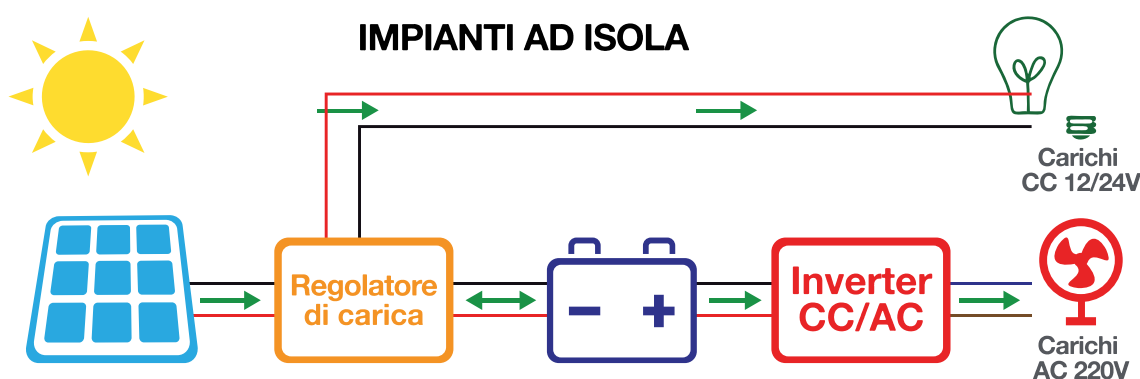 IMPIANTI AD ISOLA
Carichi
CC 12/24V
Regolatore
di carica
− +
Inverter
CC/AC
Carichi
AC 220V